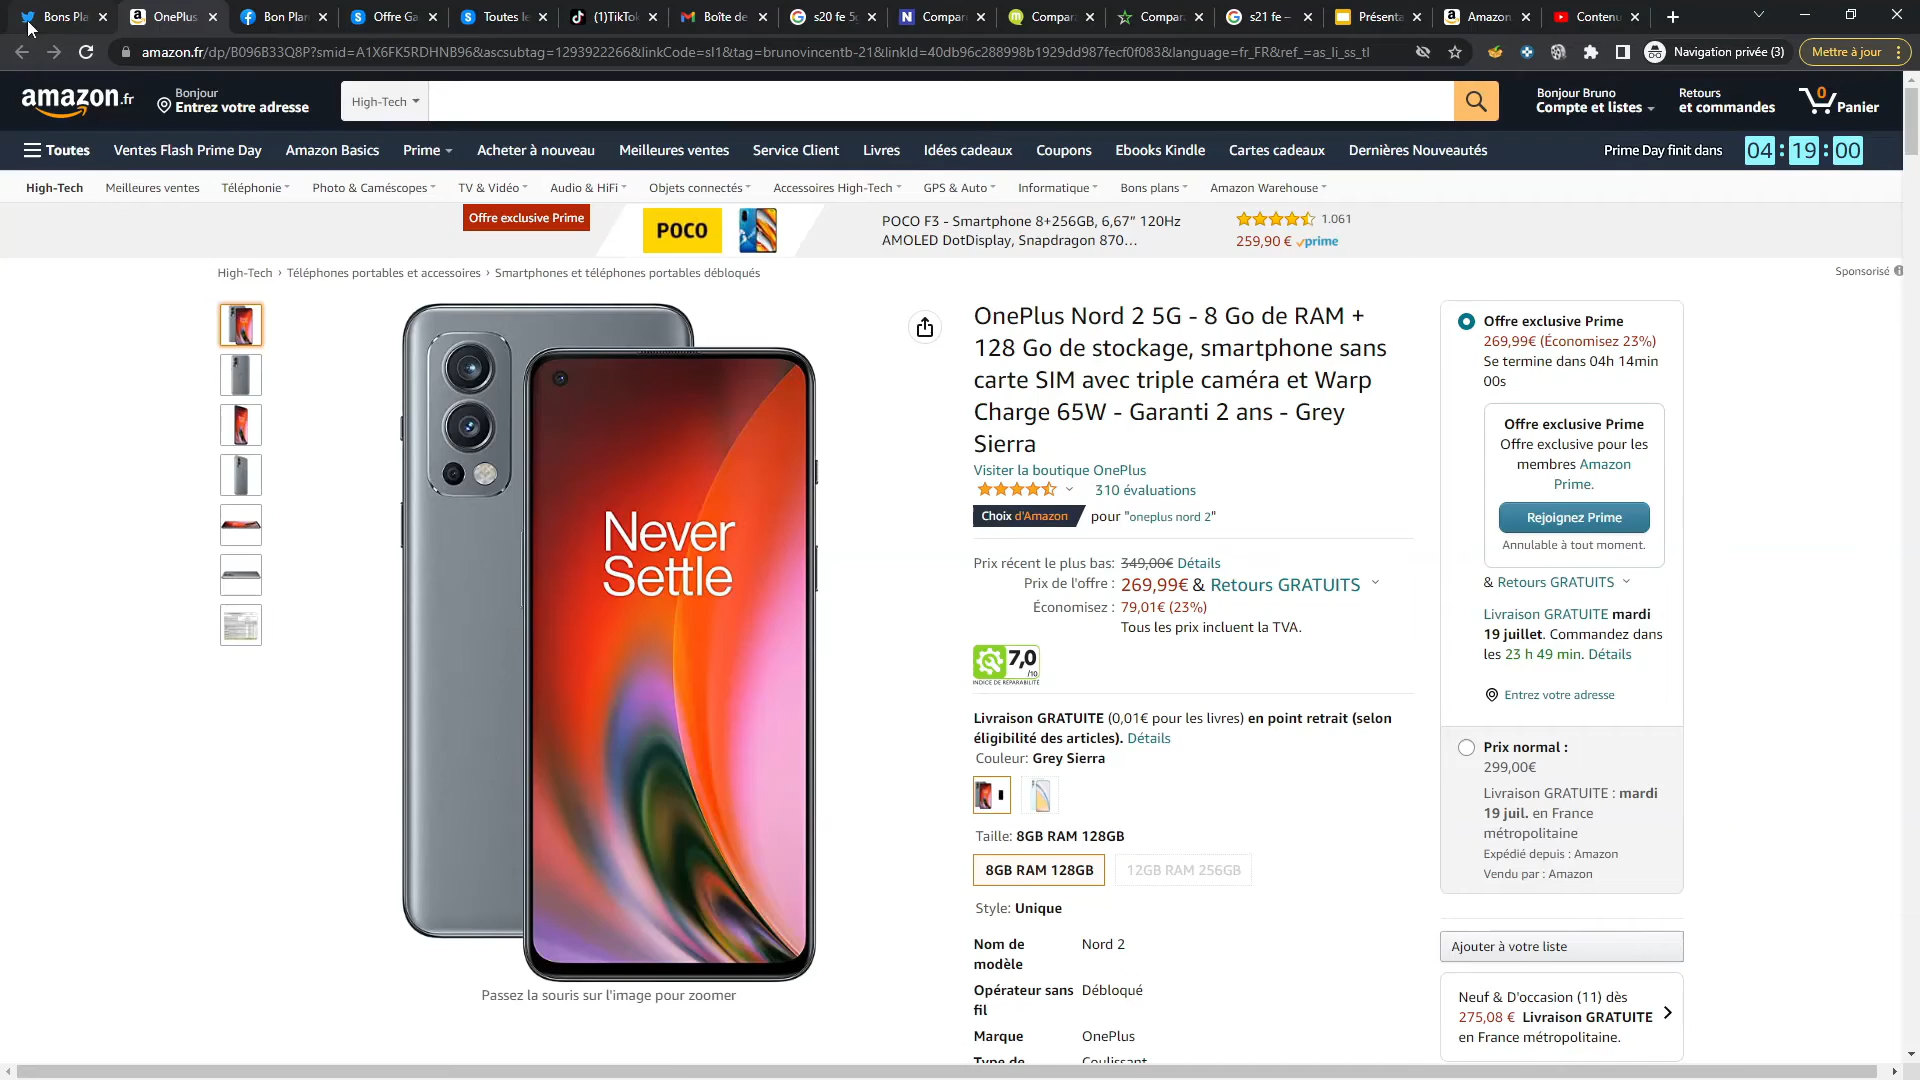 Bons Pla
OnePlus
Bon Plan
Offre Ga
Toutes le
(1)TikTo
Boîte de
s20 fe 5g
Compar
Compar
Compar
s21 fe –
Présenta
Amazon
Contenu
amazon.fr/dp/B096B33Q8P?smid=A1X6FK5RDHNB96&ascsubtag=1293922266&linkCode=sl1&tag=brunovincentb-21&linkId=40db96c288998b1929dd987fecf0f083&language=fr_FR&ref_=as_li_ss_tl
Navigation privée (3)
Mettre à jour
amazon.fr
Bonjour
Entrez votre adresse
High-Tech
Bonjour Bruno
Compte et listes
Retours
et commandes
0
Panier
Toutes
Ventes Flash Prime Day
Amazon Basics
Prime
Acheter à nouveau
Meilleures ventes
Service Client
Livres
Idées cadeaux
Coupons
Ebooks Kindle
Cartes cadeaux
Dernières Nouveautés
Prime Day finit dans
04 : 19 : 00
High-Tech
Meilleures ventes
Téléphonie
Photo & Caméscopes
TV & Vidéo
Audio & HiFi
Objets connectés
Accessoires High-Tech
GPS & Auto
Informatique
Bons plans
Amazon Warehouse
Offre exclusive Prime
POCO
POCO F3 - Smartphone 8+256GB, 6,67” 120Hz
AMOLED DotDisplay, Snapdragon 870…
1.061
259,90 € prime
High-Tech › Téléphones portables et accessoires › Smartphones et téléphones portables débloqués
Sponsorisé
Never
Settle
Passez la souris sur l'image pour zoomer
OnePlus Nord 2 5G - 8 Go de RAM +
128 Go de stockage, smartphone sans
carte SIM avec triple caméra et Warp
Charge 65W - Garanti 2 ans - Grey
Sierra
Visiter la boutique OnePlus
310 évaluations
Choix d'Amazon pour "oneplus nord 2"
Prix récent le plus bas: 349,00€ Détails
Prix de l'offre : 269,99€ & Retours GRATUITS
Économisez : 79,01€ (23%)
Tous les prix incluent la TVA.
7,0
/10
INDICE DE RÉPARABILITÉ
Livraison GRATUITE (0,01€ pour les livres) en point retrait (selon
éligibilité des articles). Détails
Couleur: Grey Sierra
Taille: 8GB RAM 128GB
8GB RAM 128GB
12GB RAM 256GB
Style: Unique
Nom de
modèle
Nord 2
Opérateur sans
fil
Débloqué
Marque
OnePlus
Type de
Coulissant
Offre exclusive Prime
269,99€ (Économisez 23%)
Se termine dans 04h 14min
00s
Offre exclusive Prime
Offre exclusive pour les
membres Amazon
Prime.
Rejoignez Prime
Annulable à tout moment.
& Retours GRATUITS
Livraison GRATUITE mardi
19 juillet. Commandez dans
les 23 h 49 min. Détails
Entrez votre adresse
Prix normal :
299,00€
Livraison GRATUITE : mardi
19 juil. en France
métropolitaine
Expédié depuis : Amazon
Vendu par : Amazon
Ajouter à votre liste
Neuf & D'occasion (11) dès
275,08 € Livraison GRATUITE
en France métropolitaine.